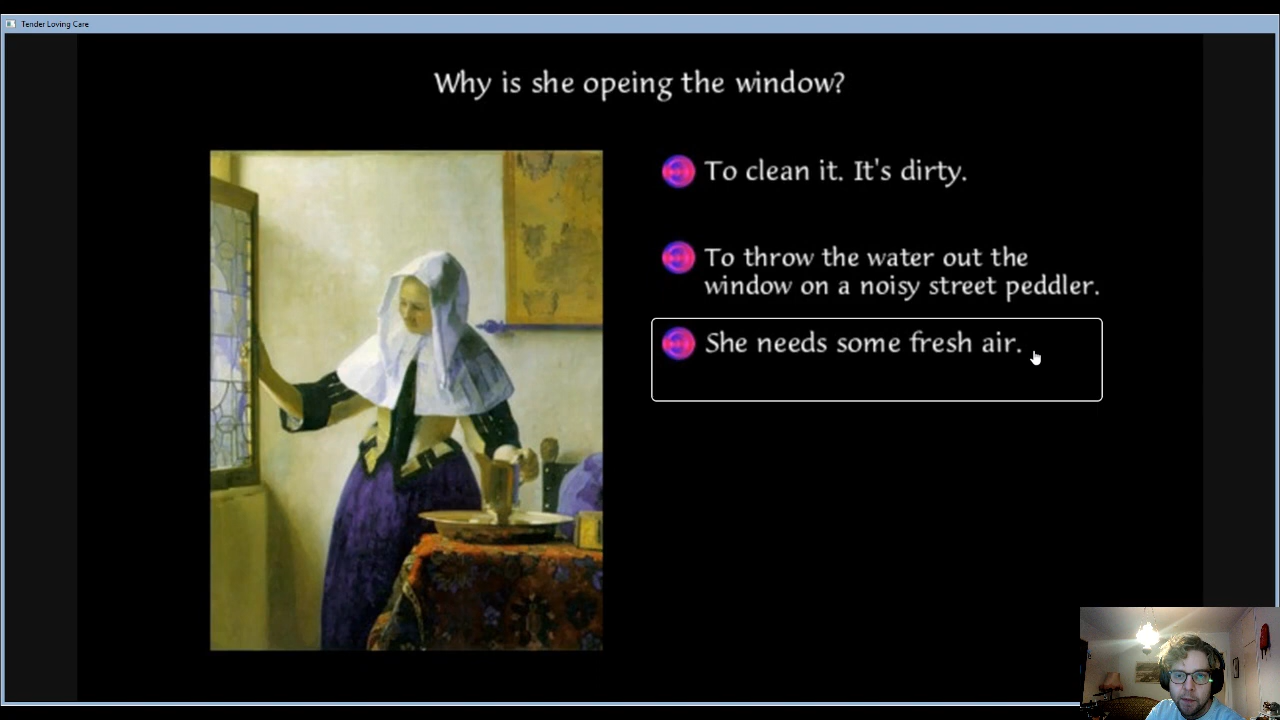 Tender Loving Care
Why is she opeing the window?
To clean it. It's dirty.
To throw the water out the
window on a noisy street peddler.
She needs some fresh air.